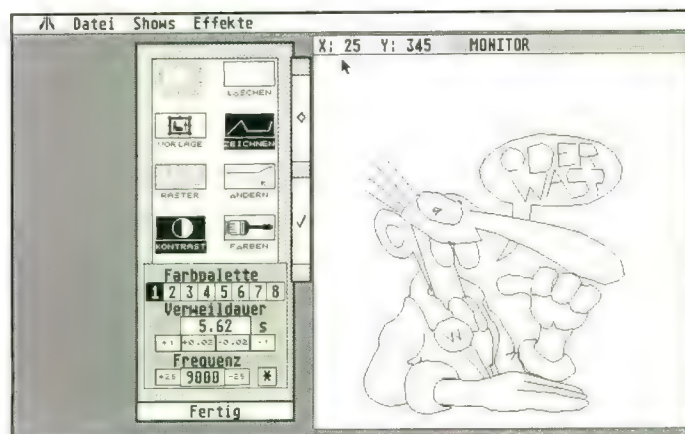 Datei Shows Effekte
X: 25 Y: 345 MONITOR
LöSCHEN
VORLAGE ZEICHNEN
RASTER äNDERN
KONTRAST FARBEN
Farbpalette
1 2 3 4 5 6 7 8
Verweildauer
5.62 s
+1 +0.02 -0.02 -1
Frequenz
+25 9000 -25 *
Fertig
ODER
WAS?